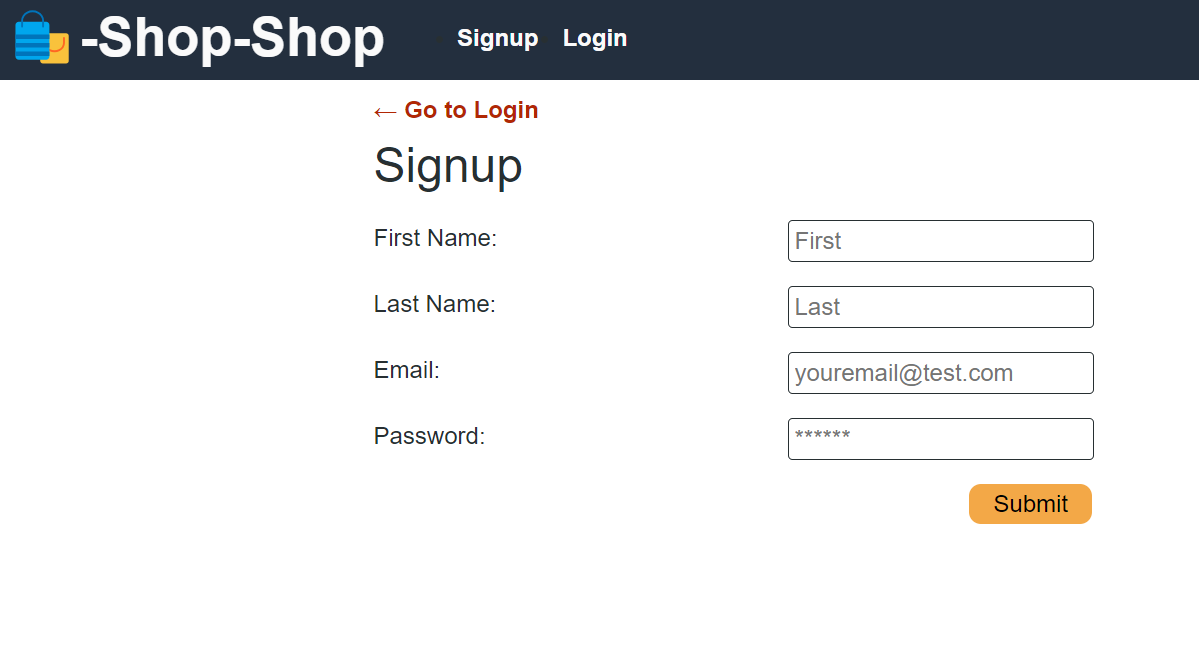 -Shop-Shop Signup Login
← Go to Login
Signup
First Name: First
Last Name: Last
Email: youremail@test.com
Password: ******
Submit